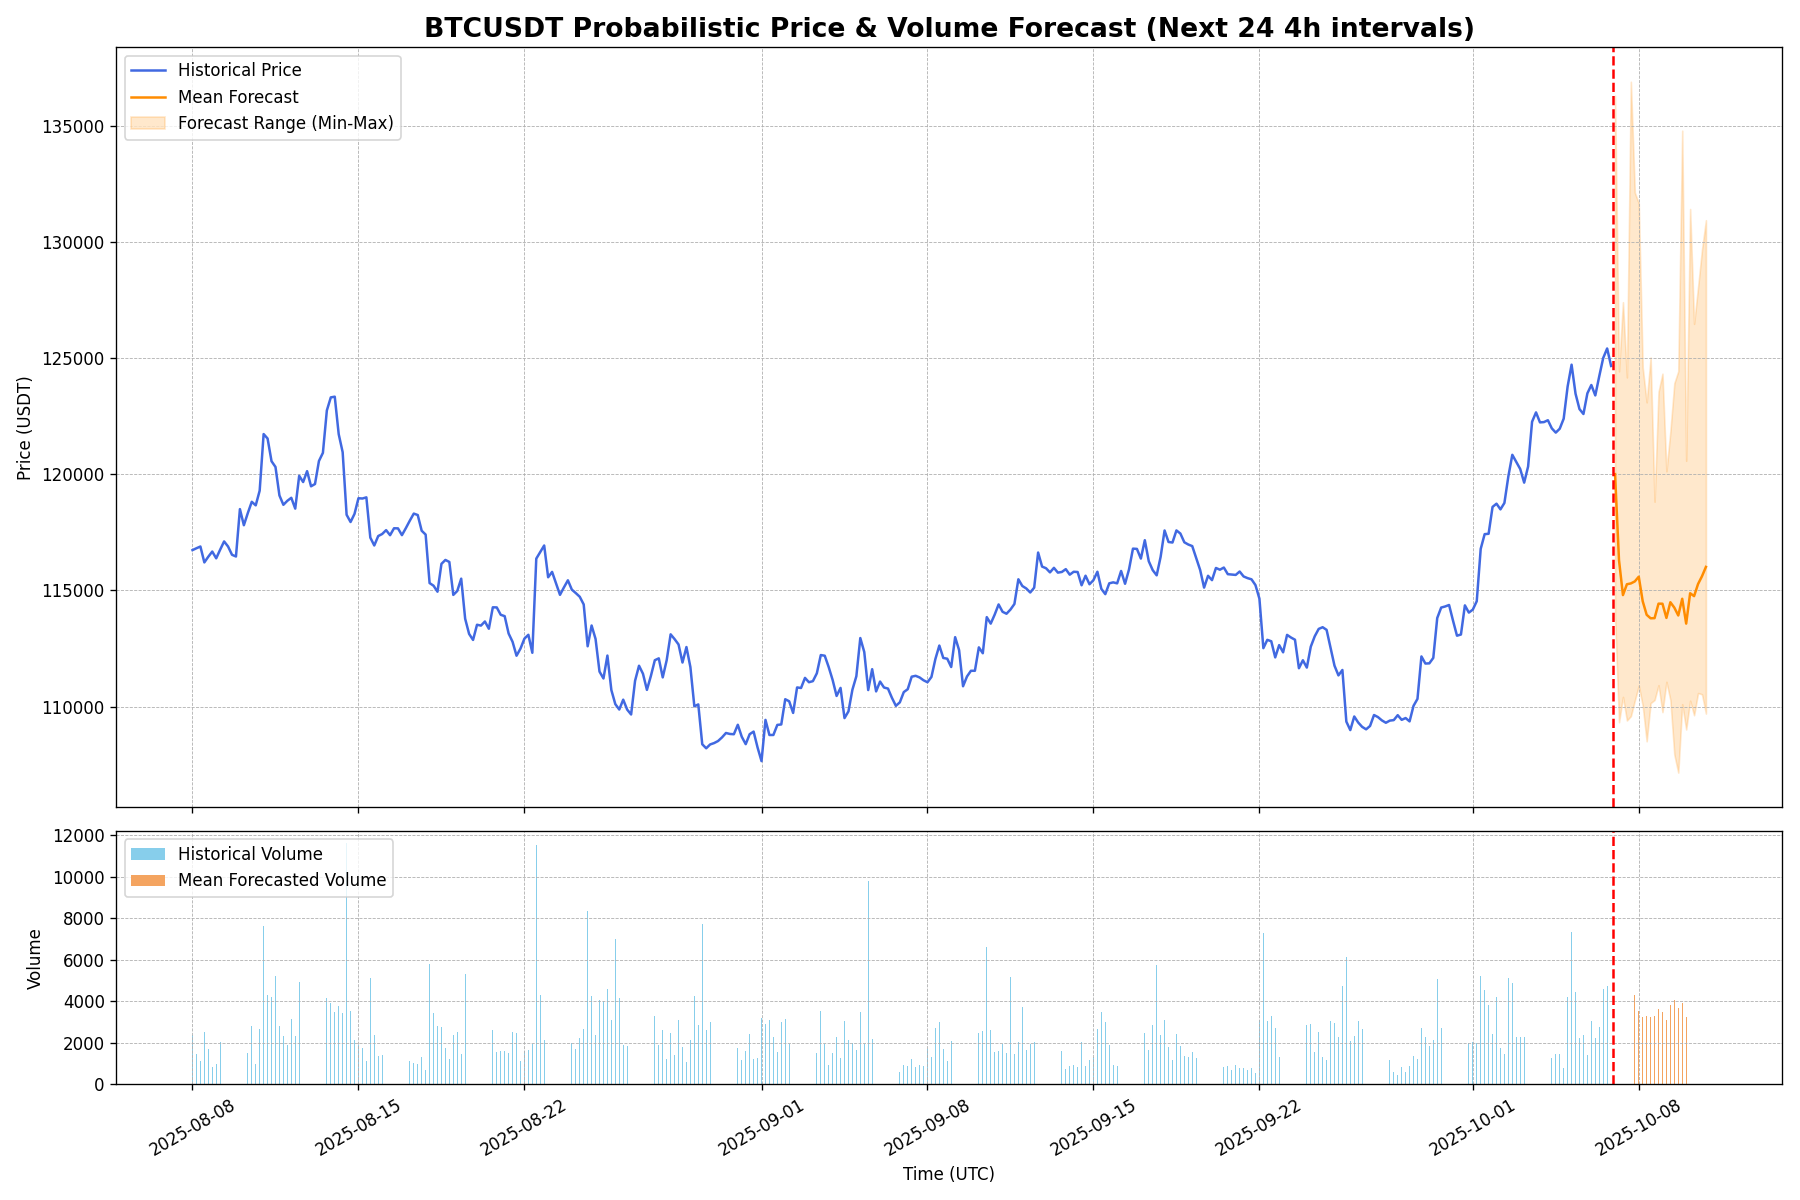 BTCUSDT Probabilistic Price & Volume Forecast (Next 24 4h intervals)
Historical Price
Mean Forecast
Forecast Range (Min-Max)
135000
130000
125000
120000
115000
110000
Price (USDT)
Historical Volume
Mean Forecasted Volume
12000
10000
8000
6000
4000
2000
0
Volume
2025-08-08
2025-08-15
2025-08-22
2025-09-01
2025-09-08
2025-09-15
2025-09-22
2025-10-01
2025-10-08
Time (UTC)